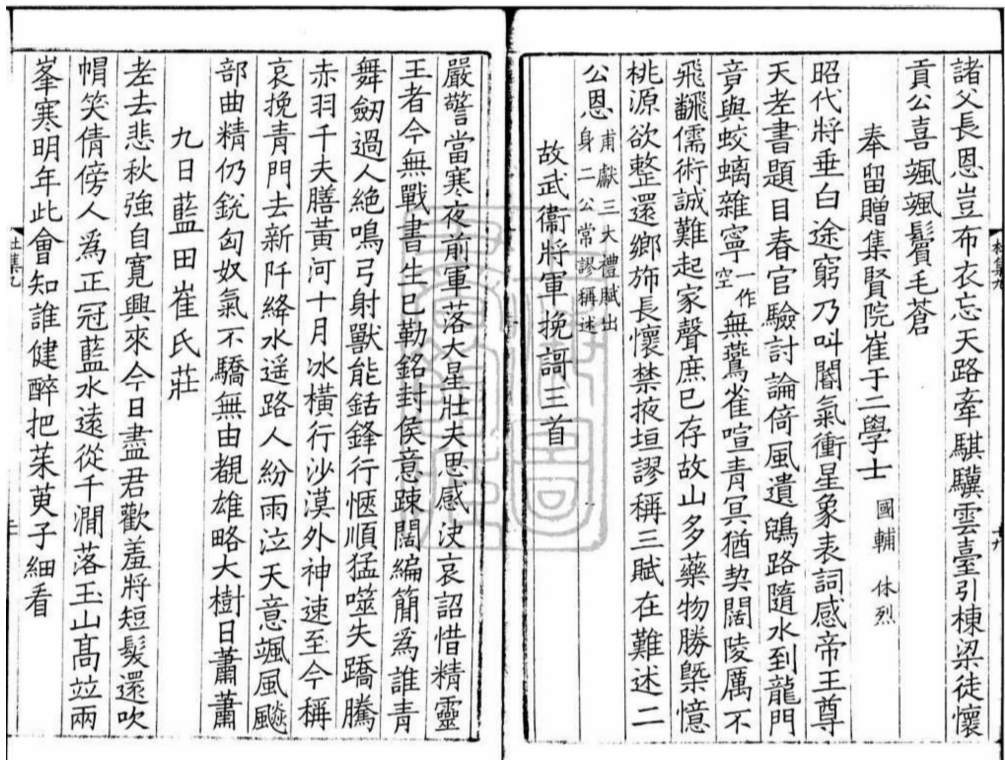 諸父長恩豈布衣忘天路牽騏驥雲臺引棟梁徒懷
貢公喜颯颯鬢毛蒼
奉留贈集賢院崔于二學士 國輔 休烈
昭代將垂白途窮乃叫閽氣衝星象表詞感帝王尊
天老書題目春官驗討論倚風遺鶂路隨水到龍門
竟與蛟螭雜寧一作空無鷰雀喧青冥猶契闊陵厲不
飛飜儒術誠難起家聲庶已存故山多藥物勝槩憶
桃源欲整還鄉斾長懷禁掖垣謬稱三賦在難述二
公恩甫獻三大禮賦出身二公常謬稱述
故武衞將軍挽謌三首
嚴警當寒夜前軍落大星壯夫思感決哀詔惜精靈
王者今無戰書生已勒銘封侯意疎闊編簡爲誰青
舞劒過人絶鳴弓射獸能銛鋒行愜順猛噬失蹻騰
赤羽千夫膳黃河十月冰橫行沙漠外神速至今稱
哀挽青門去新阡絳水遥路人紛雨泣天意颯風飈
部曲精仍銳匈奴氣不驕無由覩雄略大樹日蕭蕭
九日藍田崔氏莊
老去悲秋強自寬興來今日盡君歡羞將短髮還吹
帽笑倩傍人爲正冠藍水遠從千澗落玉山髙竝兩
峯寒明年此會知誰健醉把茱萸子細看